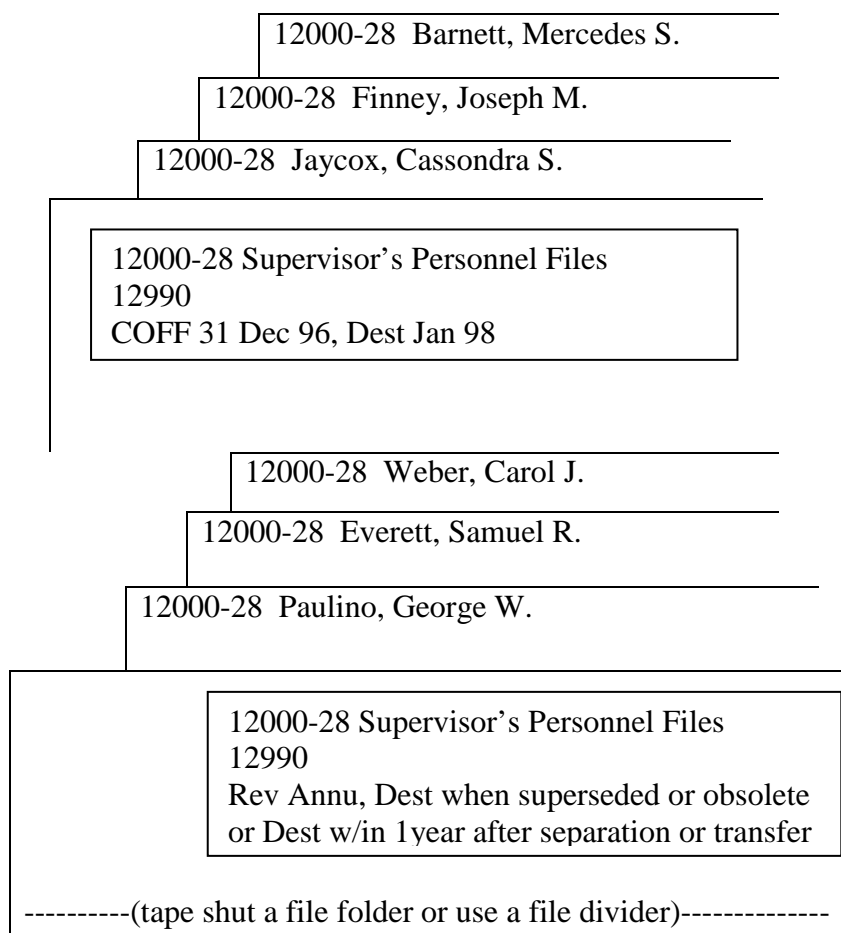 12000-28 Barnett, Mercedes S.
12000-28 Finney, Joseph M.
12000-28 Jaycox, Cassondra S.
12000-28 Supervisor’s Personnel Files
12990
COFF 31 Dec 96, Dest Jan 98
12000-28 Weber, Carol J.
12000-28 Everett, Samuel R.
12000-28 Paulino, George W.
12000-28 Supervisor’s Personnel Files
12990
Rev Annu, Dest when superseded or obsolete
or Dest w/in 1year after separation or transfer
----------(tape shut a file folder or use a file divider)--------------